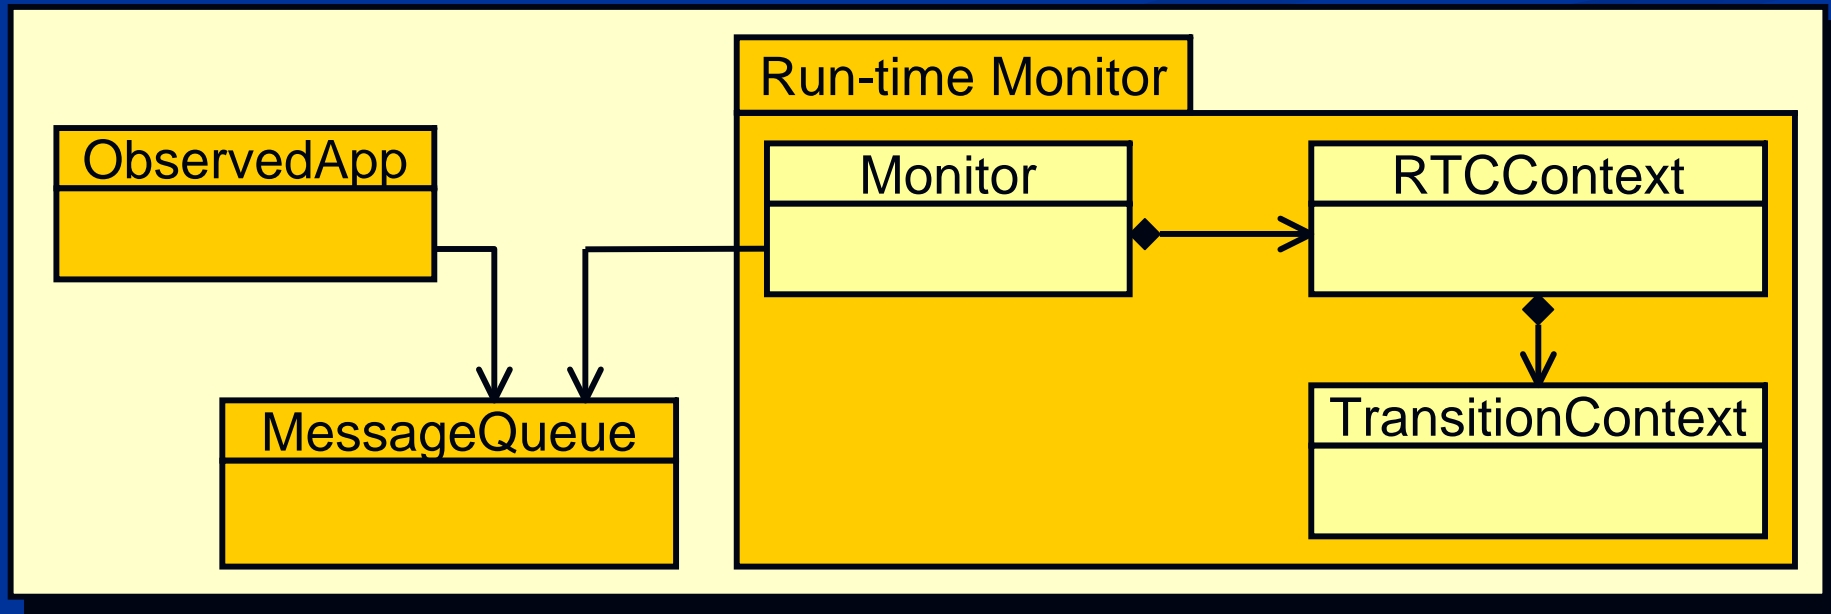 Run-time Monitor
ObservedApp
Monitor
RTCContext
MessageQueue
TransitionContext